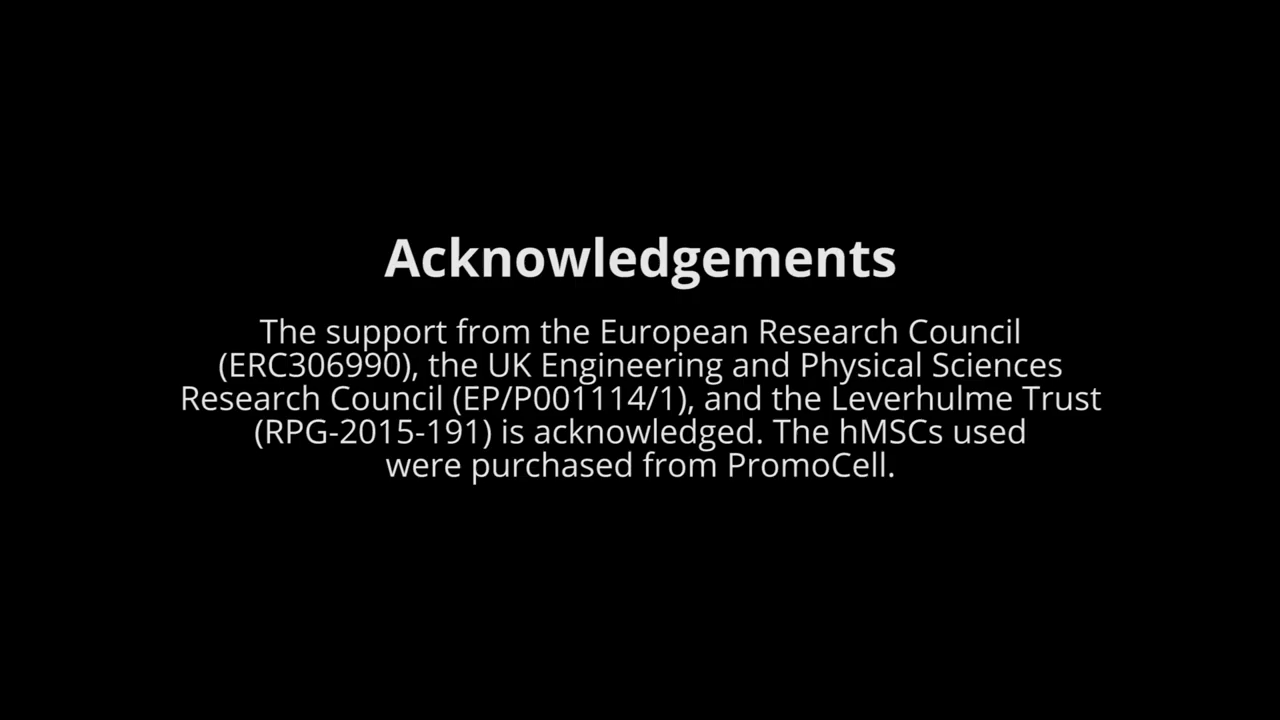 Acknowledgements
The support from the European Research Council
(ERC306990), the UK Engineering and Physical Sciences
Research Council (EP/P001114/1), and the Leverhulme Trust
(RPG-2015-191) is acknowledged. The hMSCs used
were purchased from PromoCell.